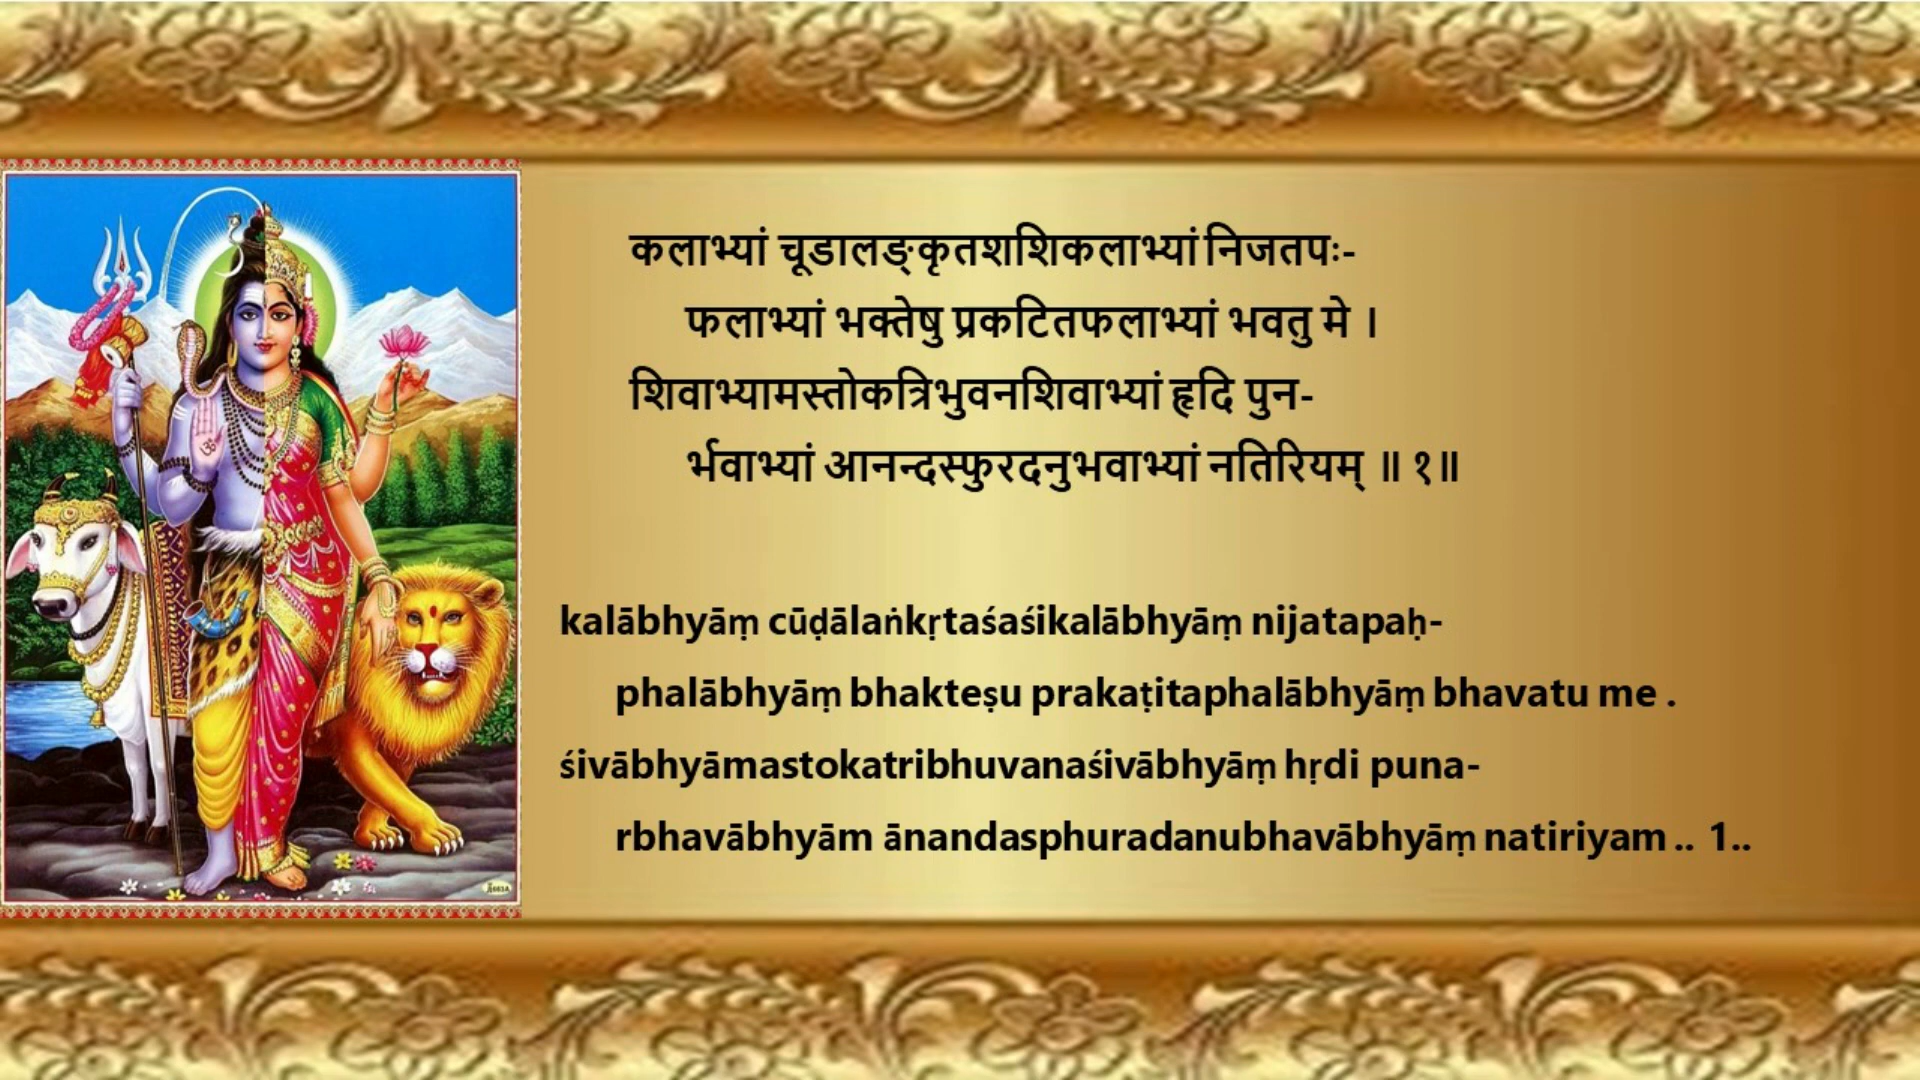 कलाभ्यां चूडालङ्कृतशशिकलाभ्यां निजतपः-
फलाभ्यां भक्तेषु प्रकटितफलाभ्यां भवतु मे ।
शिवाभ्यामस्तोकत्रिभुवनशिवाभ्यां हृदि पुन-
र्भवाभ्यां आनन्दस्फुरदनुभवाभ्यां नतिरियम् ॥ १॥
kalābhyāṃ cūḍālaṅkṛtaśaśikalābhyāṃ nijatapaḥ-
phalābhyāṃ bhakteṣu prakaṭitaphalābhyāṃ bhavatu me .
śivābhyāmastokatribhuvanaśivābhyāṃ hṛdi puna-
rbhavābhyām ānandasphuradanubhavābhyāṃ natiriyam .. 1..